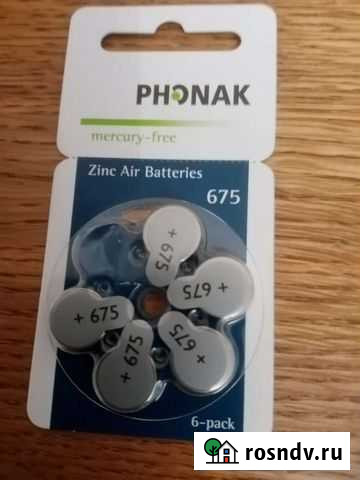 PHONAK
mercury-free
Zinc Air Batteries
675
+ 675
+ 675
+ 675
+ 675
+ 675
6-pack
rosndv.ru